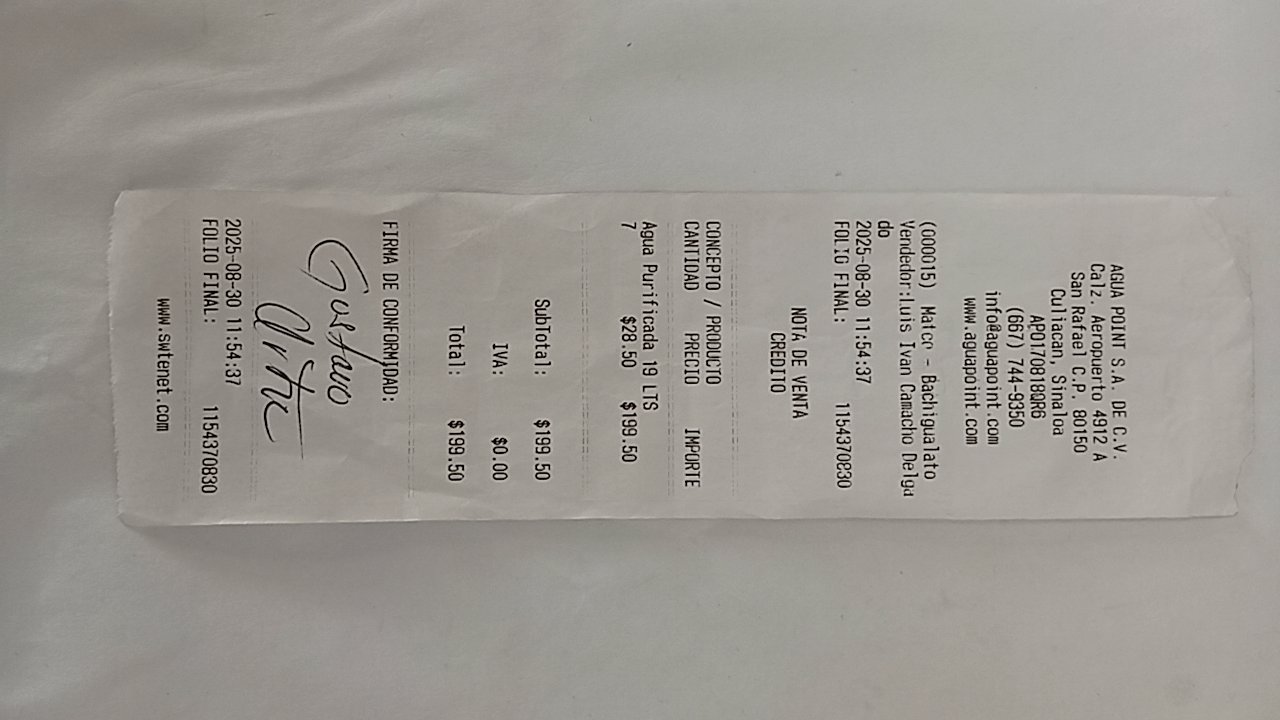 AGUA POINT S.A. DE C.V.
Calz. Aeropuerto 4912 A
San Rafael C.P. 80150
Culiacan, Sinaloa
APO170818QR6
(667) 744-9350
info@aguapoint.com
www.aguapoint.com
NOTA DE VENTA
CREDITO
(000015) Matco - Bachigualato
Vendedor:Luis Ivan Camacho Delga
do
2025-08-30 11:54:37
FOLIO FINAL: 1154370830
CONCEPTO / PRODUCTO
CANTIDAD PRECIO IMPORTE
Agua Purificada 19 LTS
7 $28.50 $199.50
SubTotal: $199.50
IVA: $0.00
Total: $199.50
FIRMA DE CONFORMIDAD:
Gustavo
2025-08-30 11:54:37
FOLIO FINAL: 1154370830
www.swtenet.com